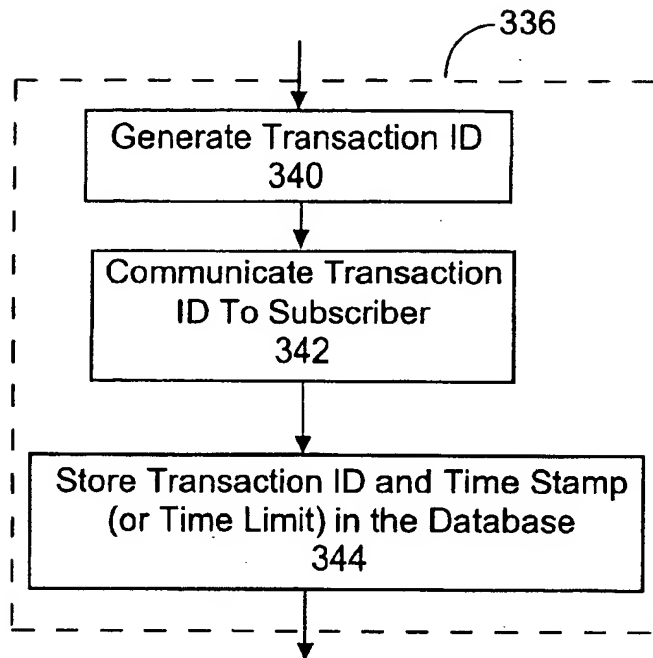 336
Generate Transaction ID
340
Communicate Transaction
ID To Subscriber
342
Store Transaction ID and Time Stamp
(or Time Limit) in the Database
344